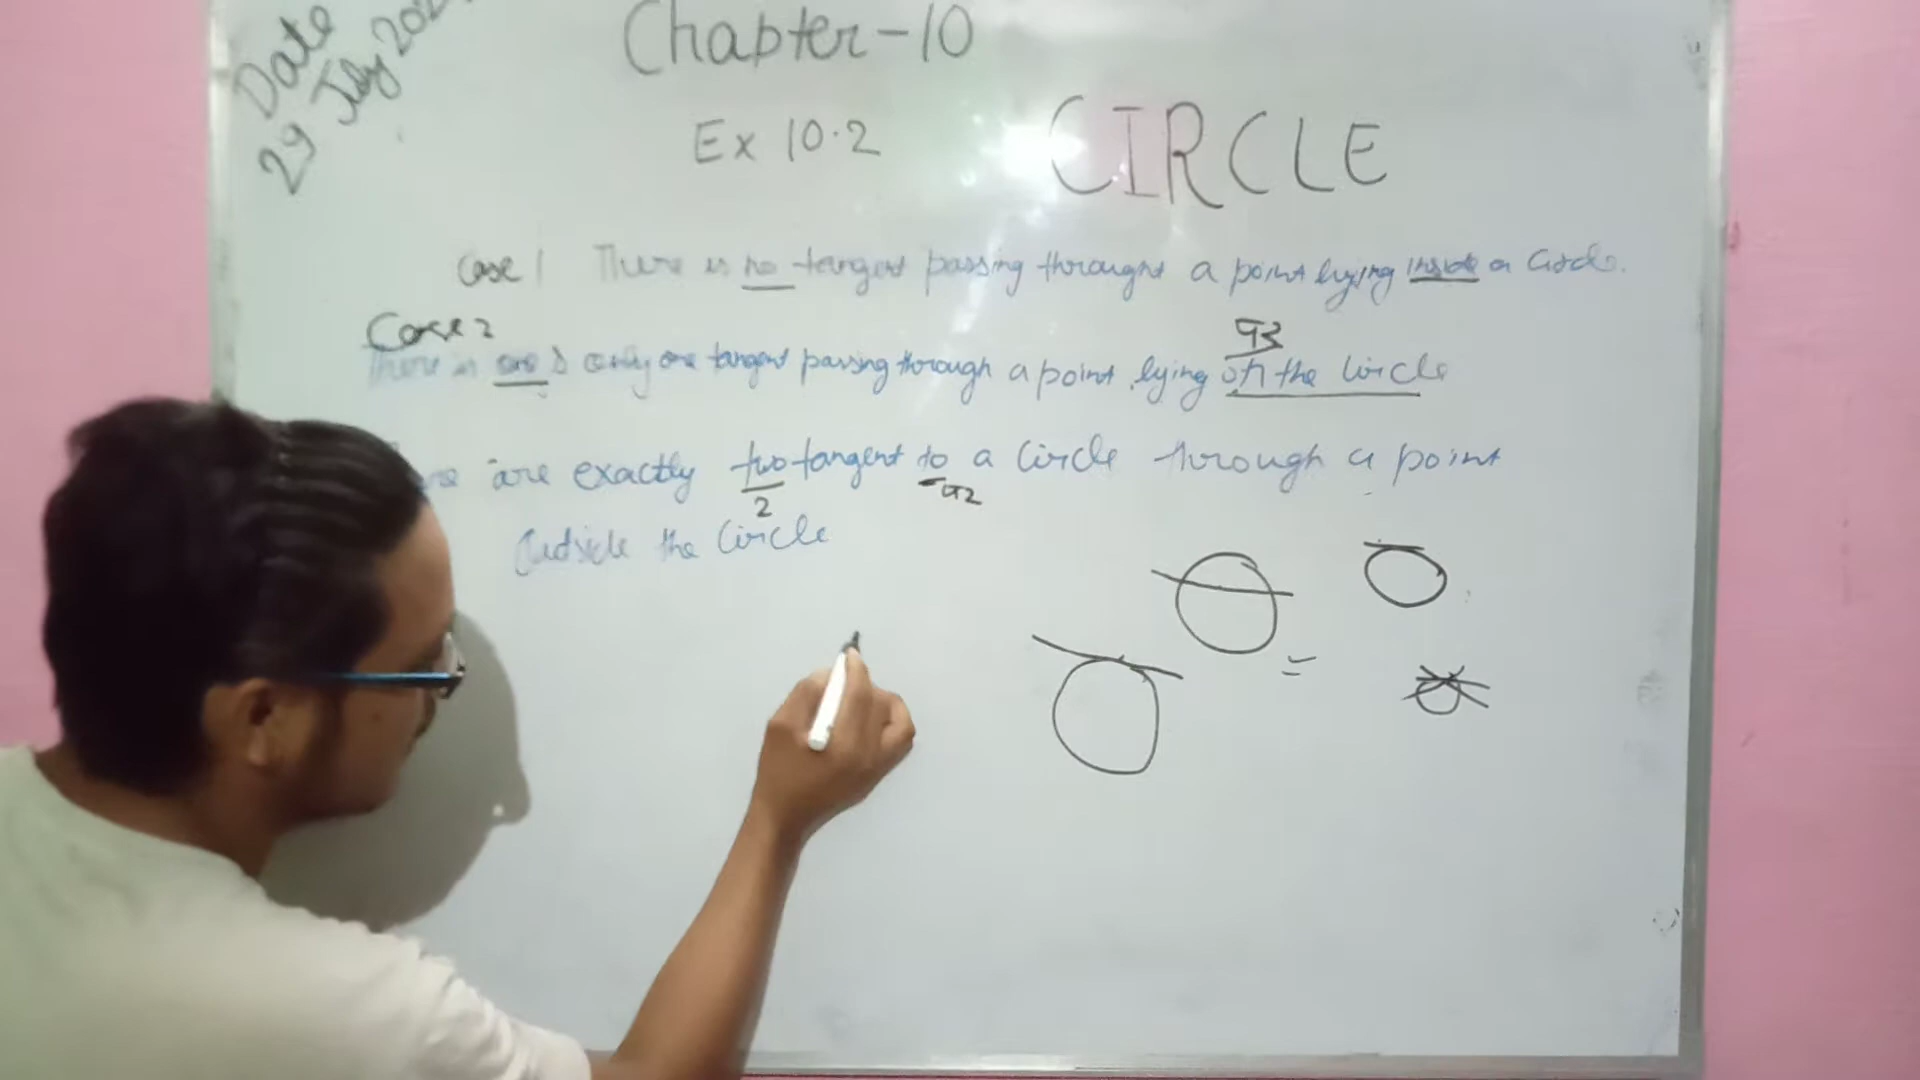 Date
29 July 202
Chapter-10
Ex 10.2
CIRCLE
Case 1 There is no tangent passing throught a point lying inside a Circle.
Case 2
पर
There is one & only one tangent passing through a point lying on the Circle
are exactly two tangent to a Circle through a point
2
Outside the Circle
=